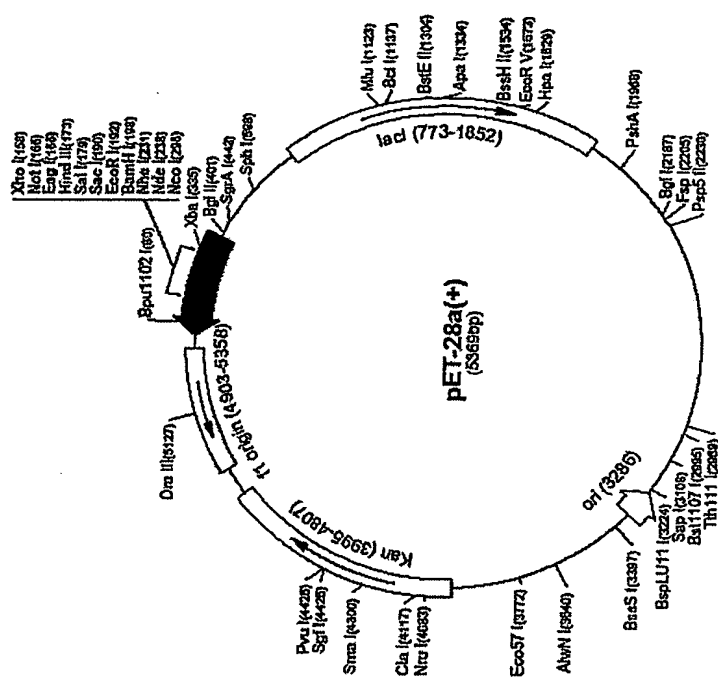 Xho I(158)
Not I(166)
Eag I(166)
Hind III(173)
Sal I(179)
Sac I(190)
EcoR I(192)
BamH I(198)
Nhe I(231)
Nde I(238)
Nco I(296)
Bpu1102 I(80)
Xba I(335)
Bgl II(401)
SgrA I(442)
Sph I(598)
Mlu I(1123)
Bcl I(1137)
BstE II(1304)
Apa I(1334)
BssH II(1534)
EcoR V(1573)
Hpa I(1629)
lacI (773-1852)
PshA I(1968)
Bgl I(2187)
Fsp I(2205)
Psp5 II(2230)
pET-28a(+)
(5369bp)
Dra III(5127)
f1 origin (4903-5358)
Kan (3995-4807)
Pvu I(4426)
Sgf I(4426)
Sma I(4300)
Cla I(4117)
Nru I(4083)
Eco57 I(3772)
AlwN I(3640)
BssS I(3397)
ori (3286)
BspLU11 I(3224)
Sap I(3108)
Bst1107 I(2995)
Tth111 I(2969)